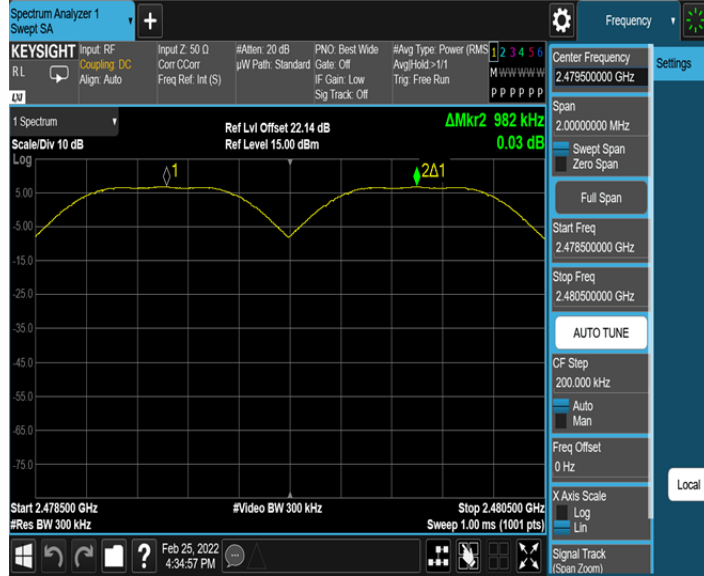 Spectrum Analyzer 1
Swept SA
+
Frequency
KEYSIGHT
RL
LXI
Input: RF
Coupling: DC
Align: Auto
Input Z: 50 Ω
Corr CCorr
Freq Ref: Int (S)
#Atten: 20 dB
µW Path: Standard
PNO: Best Wide
Gate: Off
IF Gain: Low
Sig Track: Off
#Avg Type: Power (RMS
Avg|Hold:>1/1
Trig: Free Run
1 2 3 4 5 6
M W W W W W
P P P P P P
Center Frequency
2.479500000 GHz
Settings
Span
2.00000000 MHz
Swept Span
Zero Span
Full Span
Start Freq
2.478500000 GHz
Stop Freq
2.480500000 GHz
AUTO TUNE
CF Step
200.000 kHz
Auto
Man
Freq Offset
0 Hz
X Axis Scale
Log
Lin
Signal Track
(Span Zoom)
Local
1 Spectrum
Scale/Div 10 dB
Ref Lvl Offset 22.14 dB
Ref Level 15.00 dBm
ΔMkr2 982 kHz
0.03 dB
Log
1
2Δ1
5.00
-5.00
-15.0
-25.0
-35.0
-45.0
-55.0
-65.0
-75.0
Start 2.478500 GHz
#Res BW 300 kHz
#Video BW 300 kHz
Stop 2.480500 GHz
Sweep 1.00 ms (1001 pts)
?
Feb 25, 2022
4:34:57 PM